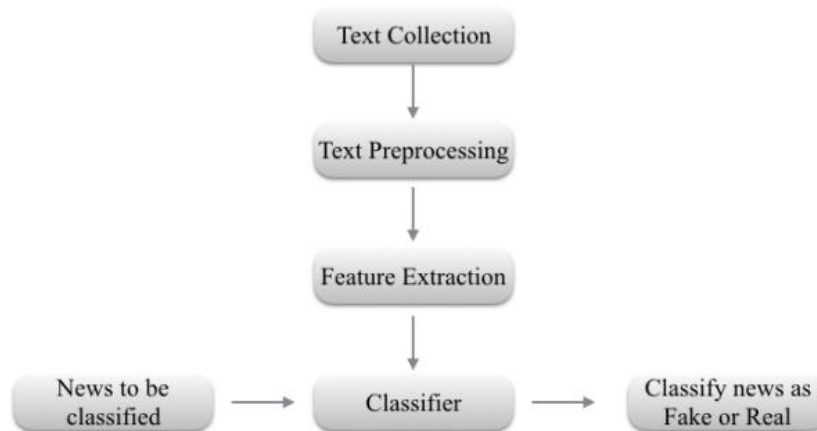 Text Collection
Text Preprocessing
Feature Extraction
News to be
classified
Classifier
Classify news as
Fake or Real